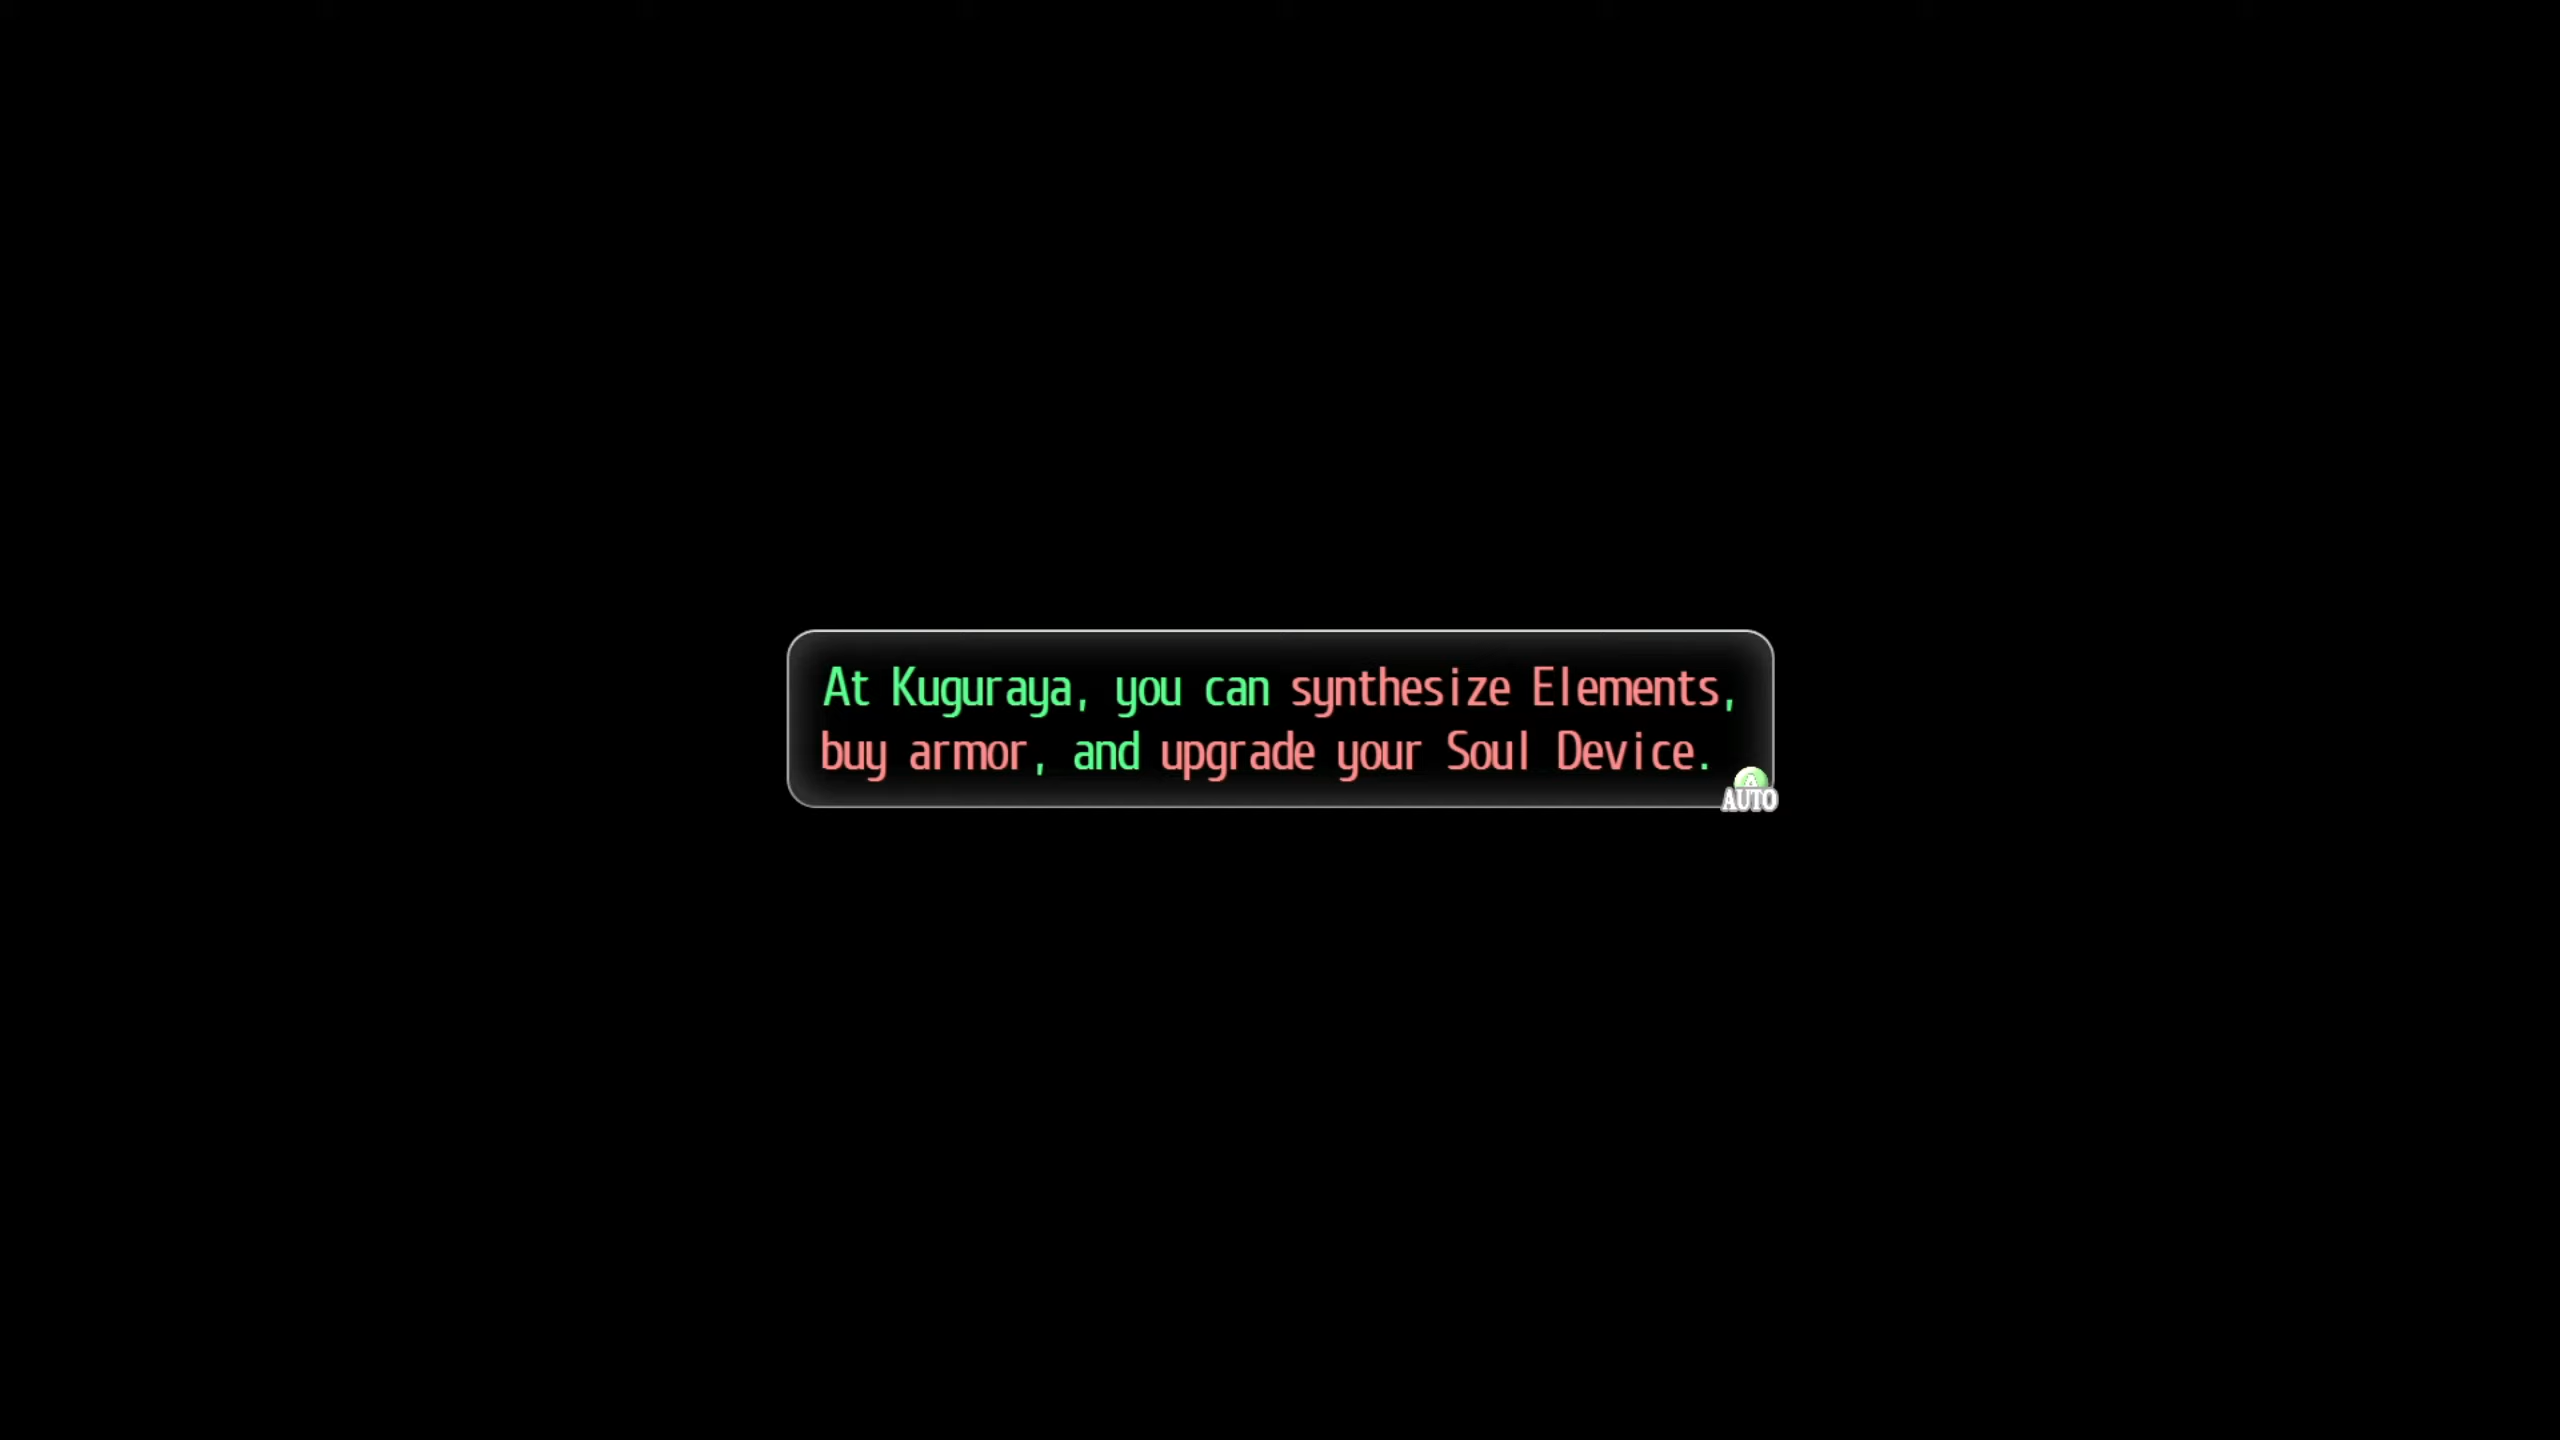 At Kuguraya, you can synthesize Elements,
buy armor, and upgrade your Soul Device.
A
AUTO